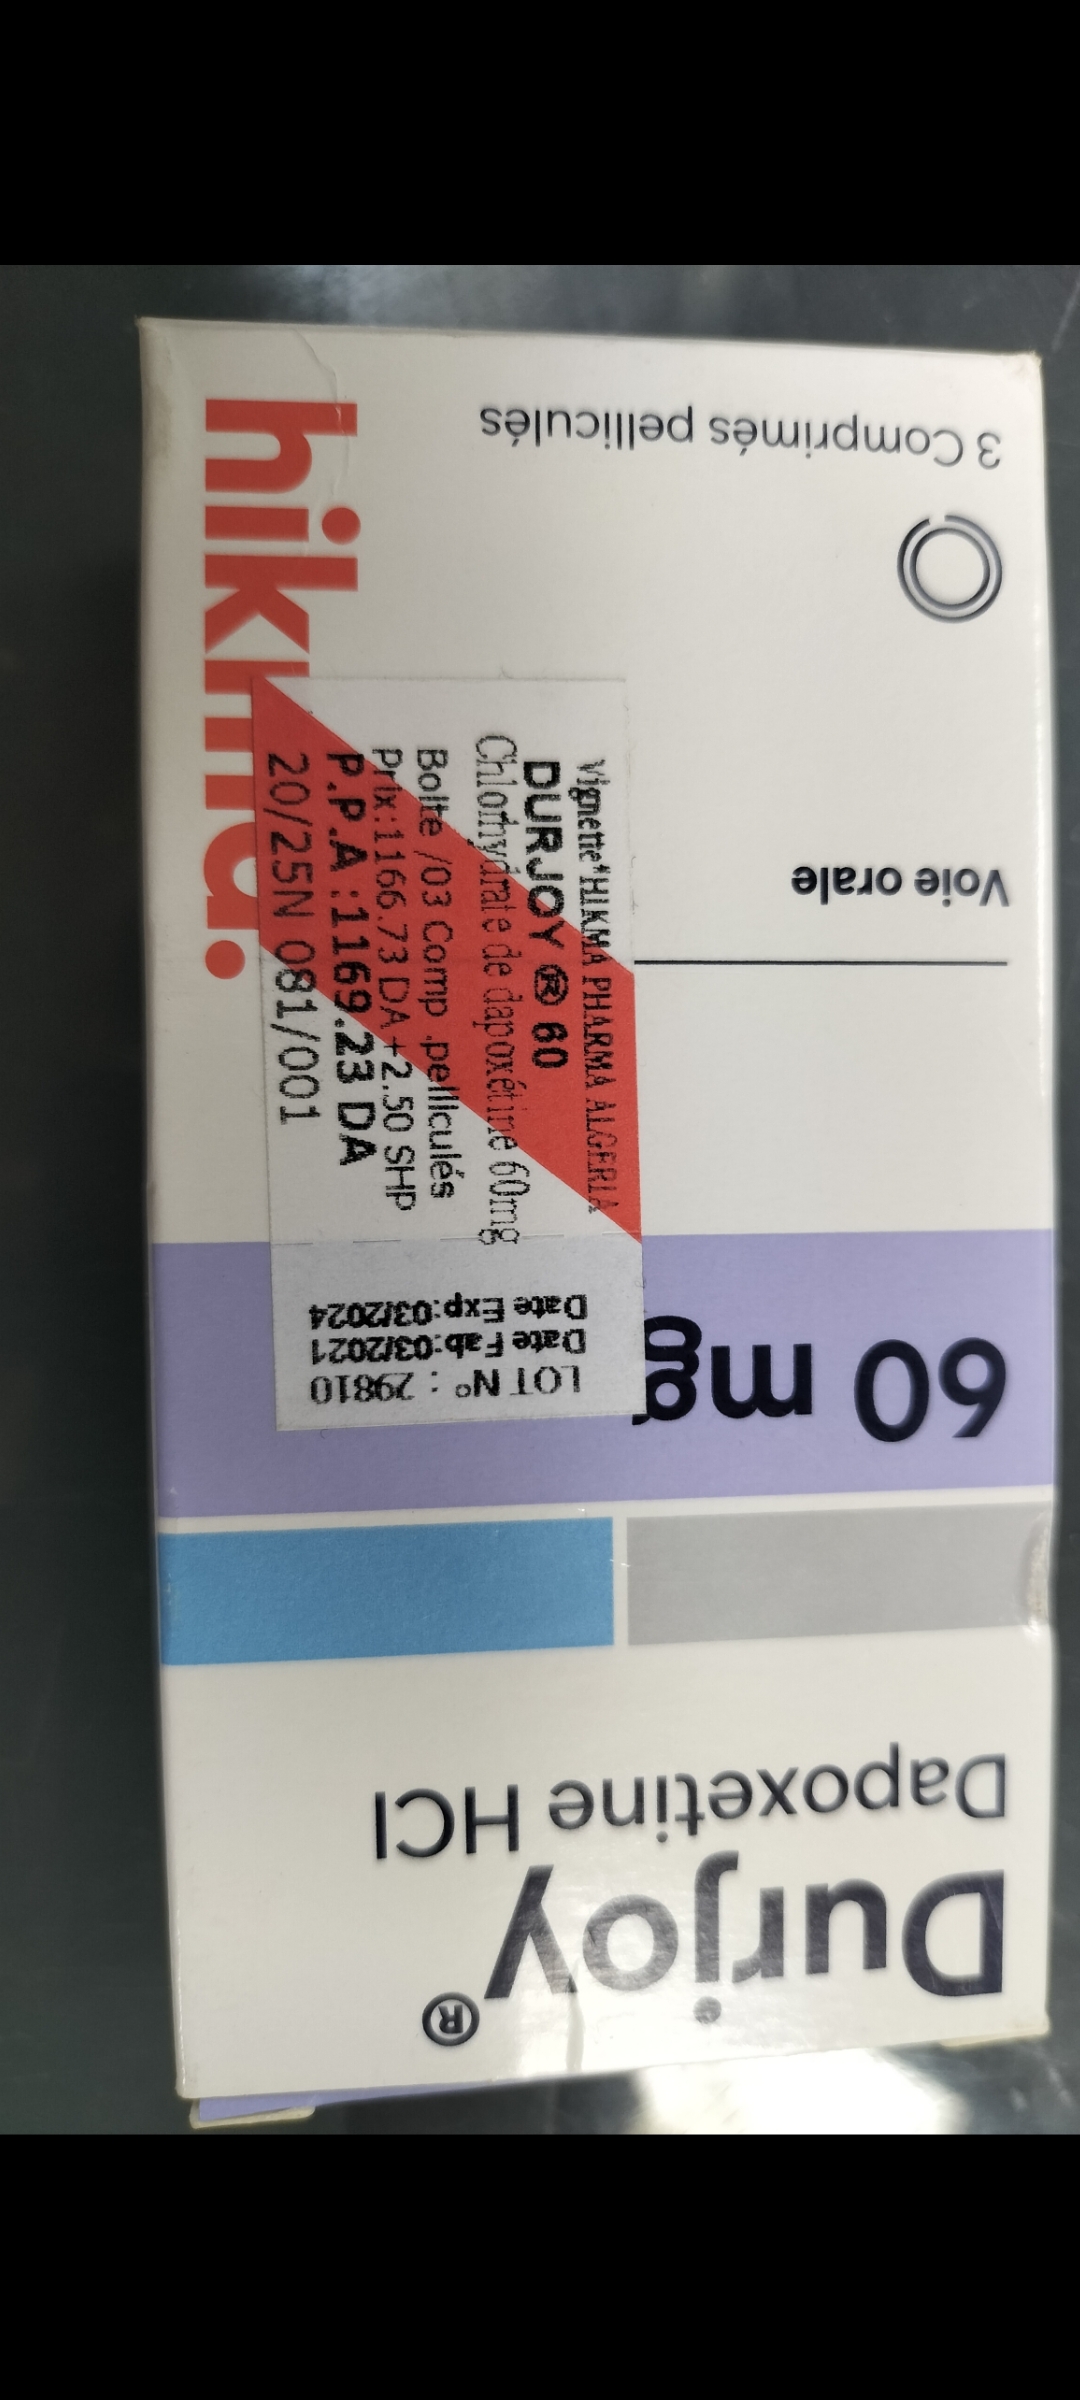 Durjoy®
Dapoxetine HCl
60 mg
Voie orale
3 Comprimés pelliculés
hikma.
Vignette*HIKMA PHARMA ALGERIA
DURJOY ® 60
Chlorhydrate de dapoxétine 60mg
Boîte /03 Comp .pelliculés
Prix:1166.73 DA +2.50 SHP
P.P.A :1169.23 DA
20/25N 081/001
LOT N° : 29810
Date Fab:03/2021
Date Exp:03/2024